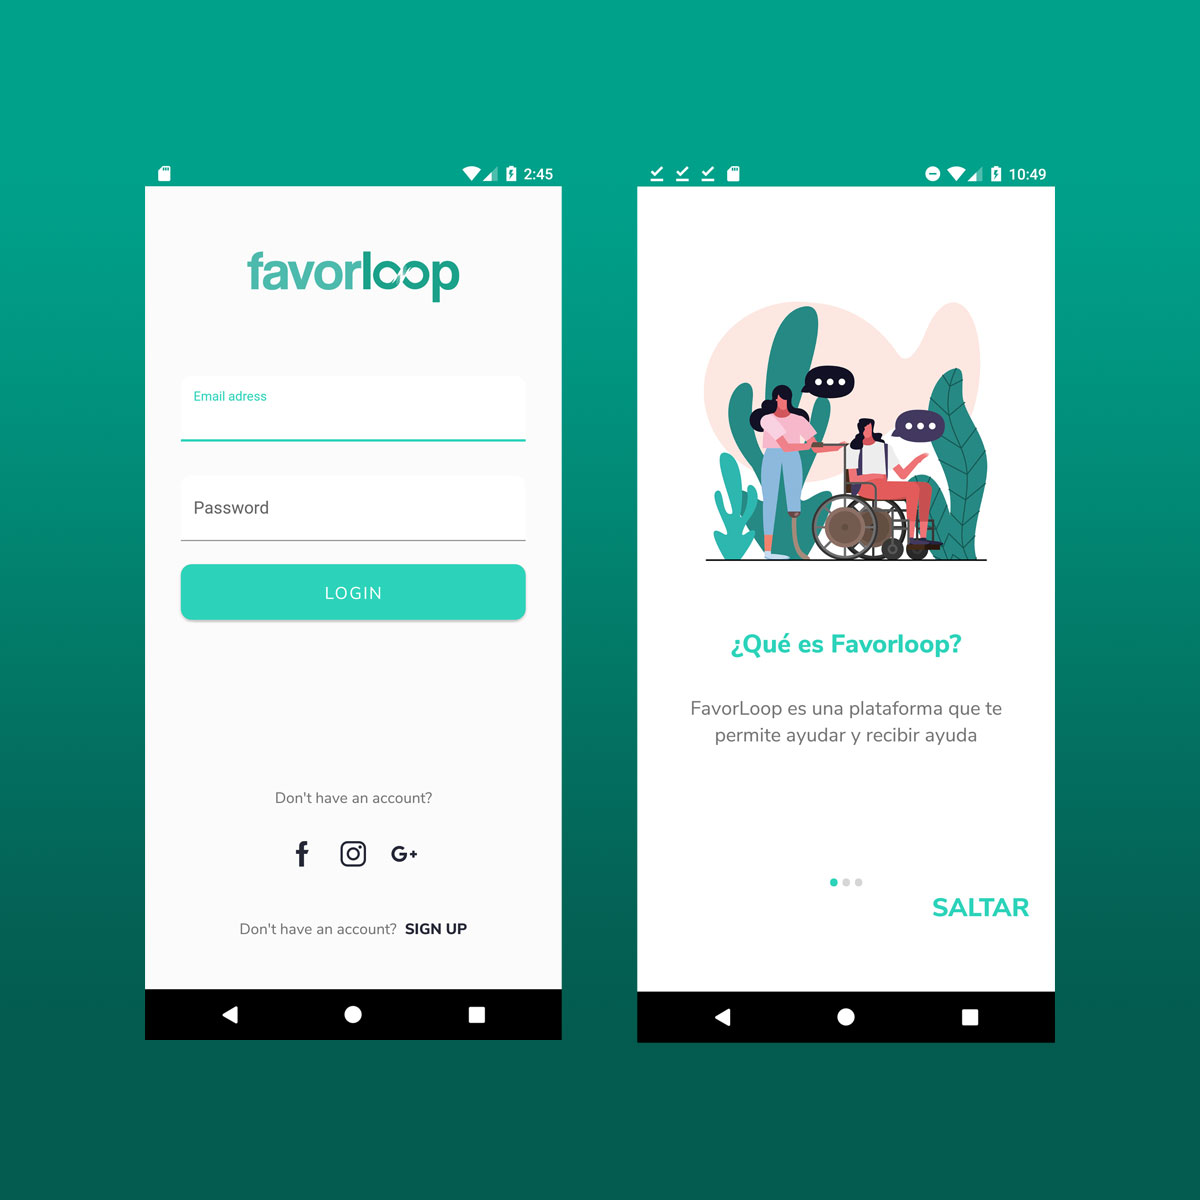 2:45
favorloop
Email adress
Password
LOGIN
Don't have an account?
G+
Don't have an account? SIGN UP
10:49
¿Qué es Favorloop?
FavorLoop es una plataforma que te
permite ayudar y recibir ayuda
SALTAR